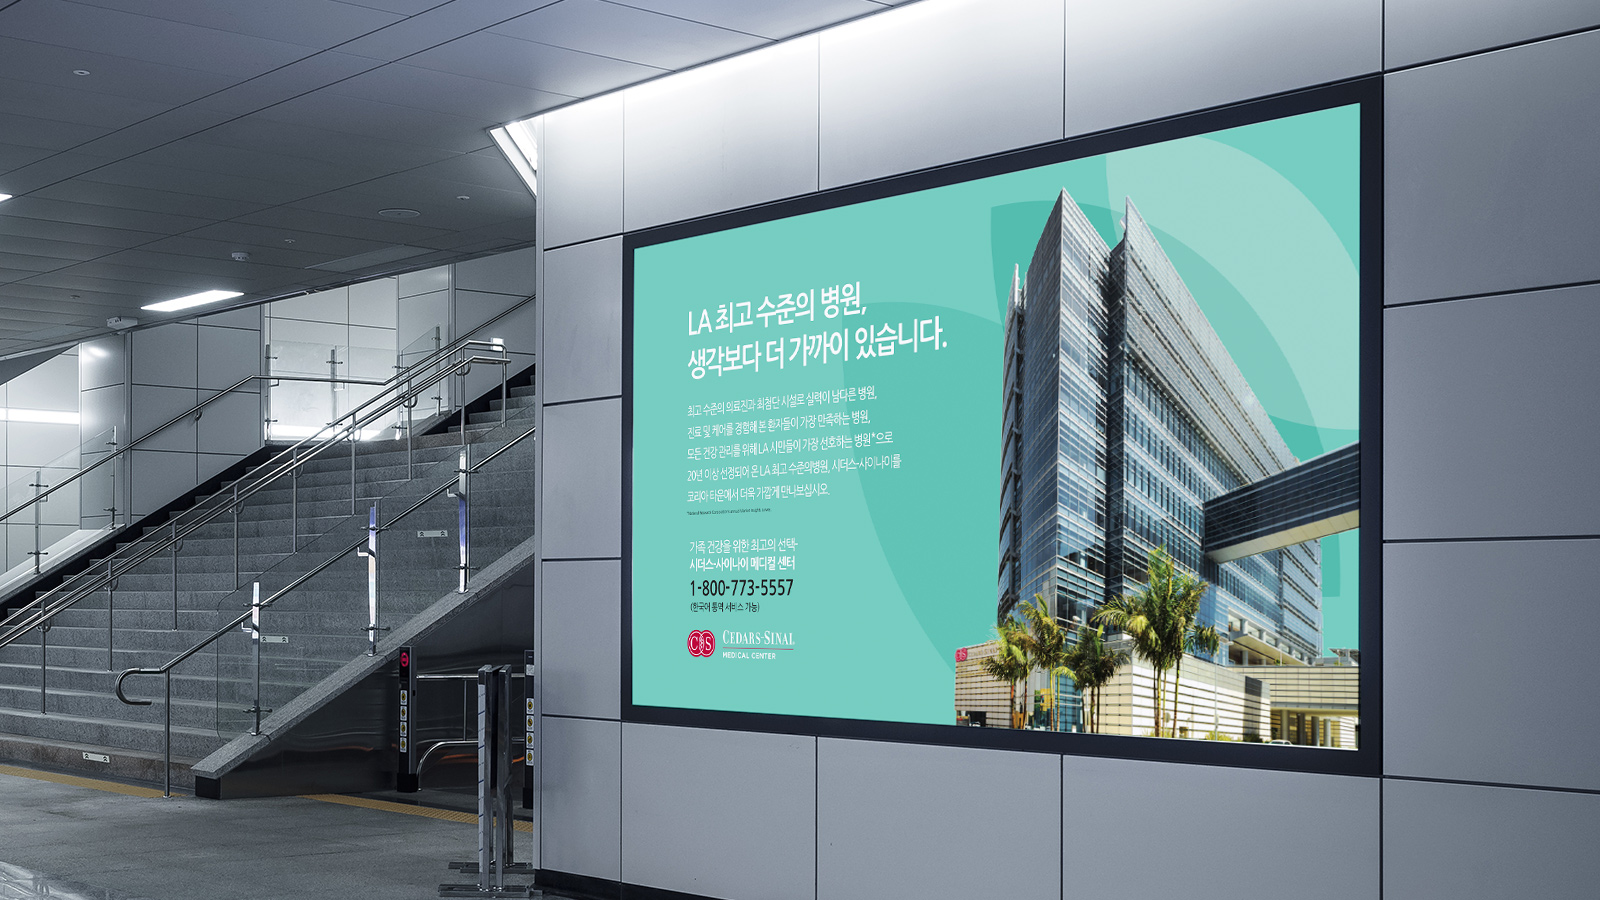 LA 최고 수준의 병원,
생각보다 더 가까이 있습니다.
최고 수준의 의료진과 최첨단 시설로 실력이 남다른 병원,
진료 및 케어를 경험해 본 환자들이 가장 만족하는 병원,
모든 건강 관리를 위해 LA 시민들이 가장 선호하는 병원*으로
20년 이상 선정되어 온 LA 최고 수준의병원, 시더스-사이나이를
코리아 타운에서 더욱 가깝게 만나보십시오.
가족 건강을 위한 최고의 선택-
시더스-사이나이 메디컬 센터
1-800-773-5557
(한국어 통역 서비스 가능)
CS CEDARS-SINAI
MEDICAL CENTER